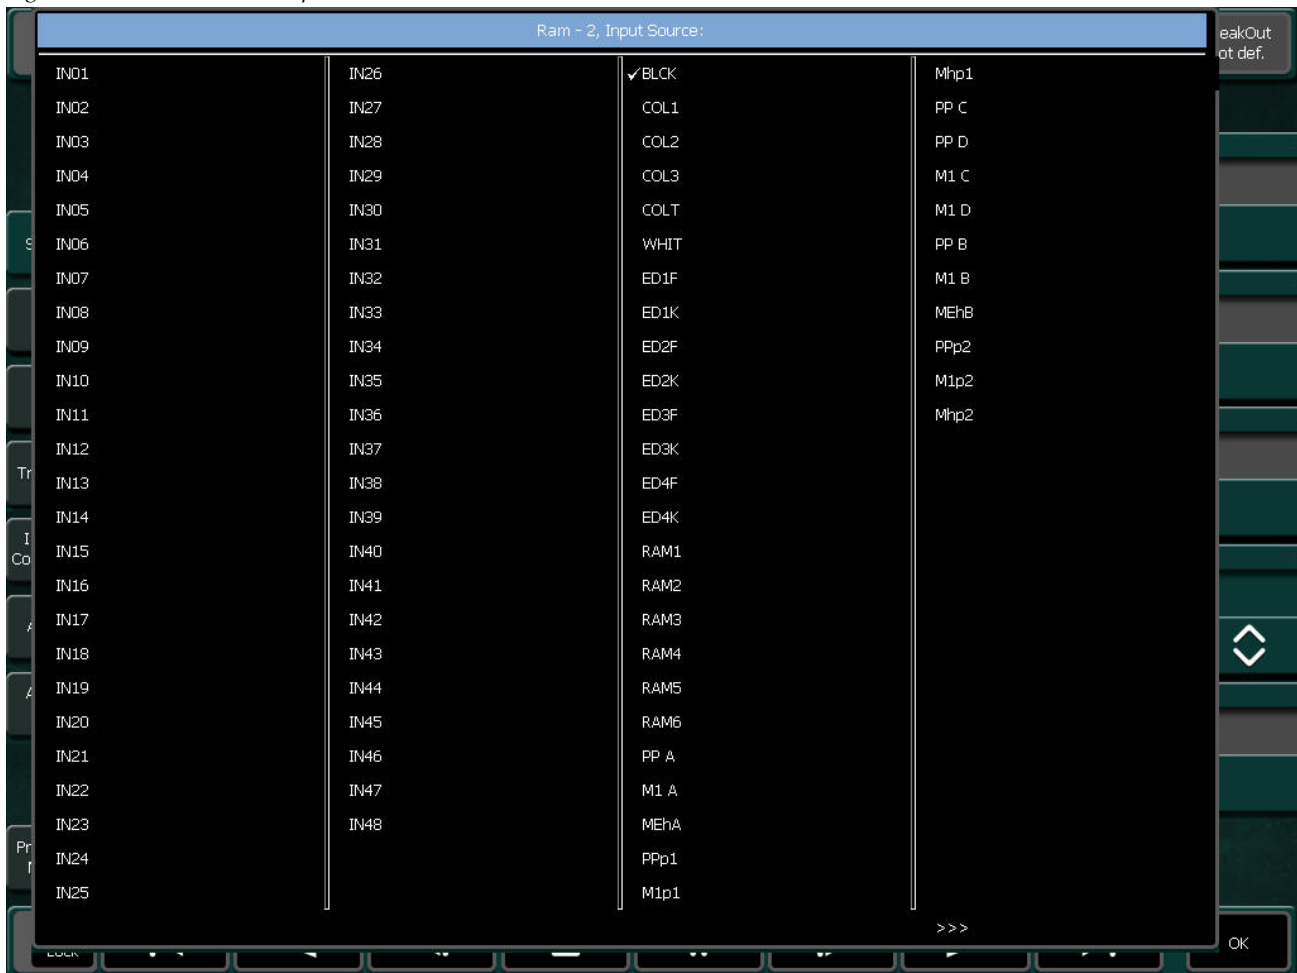 Ram - 2, Input Source:
eakOut
ot def.
IN01
IN02
IN03
IN04
IN05
IN06
IN07
IN08
IN09
IN10
IN11
IN12
IN13
IN14
IN15
IN16
IN17
IN18
IN19
IN20
IN21
IN22
IN23
IN24
IN25
IN26
IN27
IN28
IN29
IN30
IN31
IN32
IN33
IN34
IN35
IN36
IN37
IN38
IN39
IN40
IN41
IN42
IN43
IN44
IN45
IN46
IN47
IN48
✓BLCK
COL1
COL2
COL3
COLT
WHIT
ED1F
ED1K
ED2F
ED2K
ED3F
ED3K
ED4F
ED4K
RAM1
RAM2
RAM3
RAM4
RAM5
RAM6
PP A
M1 A
MEhA
PPp1
M1p1
Mhp1
PP C
PP D
M1 C
M1 D
PP B
M1 B
MEhB
PPp2
M1p2
Mhp2
>>>
Tr
I
Co
Pr
OK